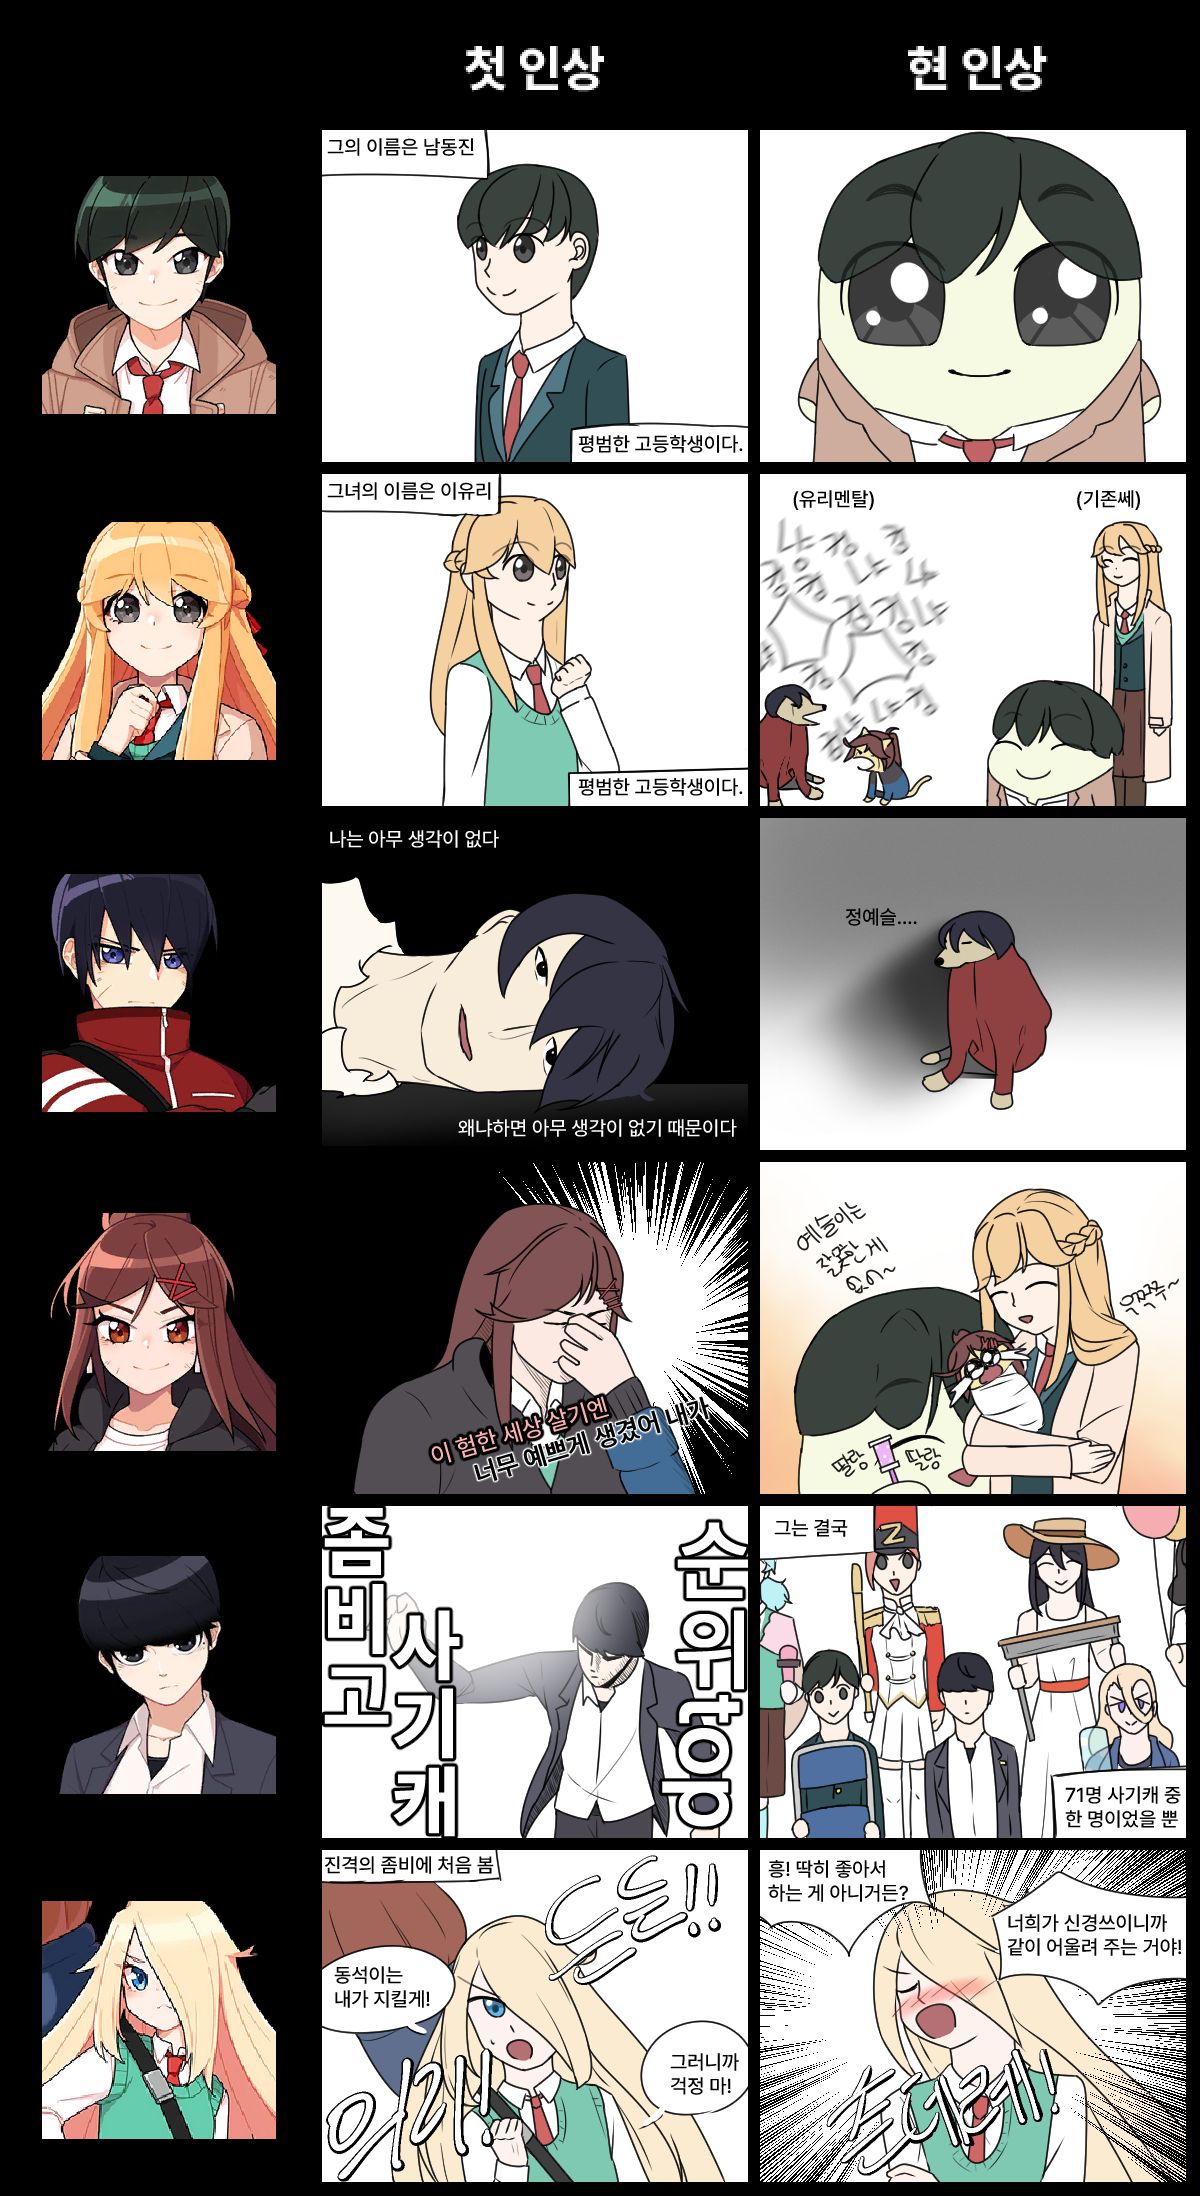 첫 인상
현 인상
그의 이름은 남동진
평범한 고등학생이다.
그녀의 이름은 이유리
평범한 고등학생이다.
(유리멘탈)
(기존쎄)
나는 아무 생각이 없다
왜냐하면 아무 생각이 없기 때문이다
정예슬....
이 험한 세상 살기엔
너무 예쁘게 생겼어 내가
예슬이는
잘못한 게
우쭈쭈~
딸랑
딸랑
좀비고
사기캐
순위
그는 결국
71명 사기캐 중
한 명이었을 뿐
진격의 좀비에 처음 봄
동석이는
내가 지킬게!
그러니까
걱정 마!
흥! 딱히 좋아서
하는 게 아니거든?
너희가 신경쓰이니까
같이 어울려 주는 거야!
츤데레!